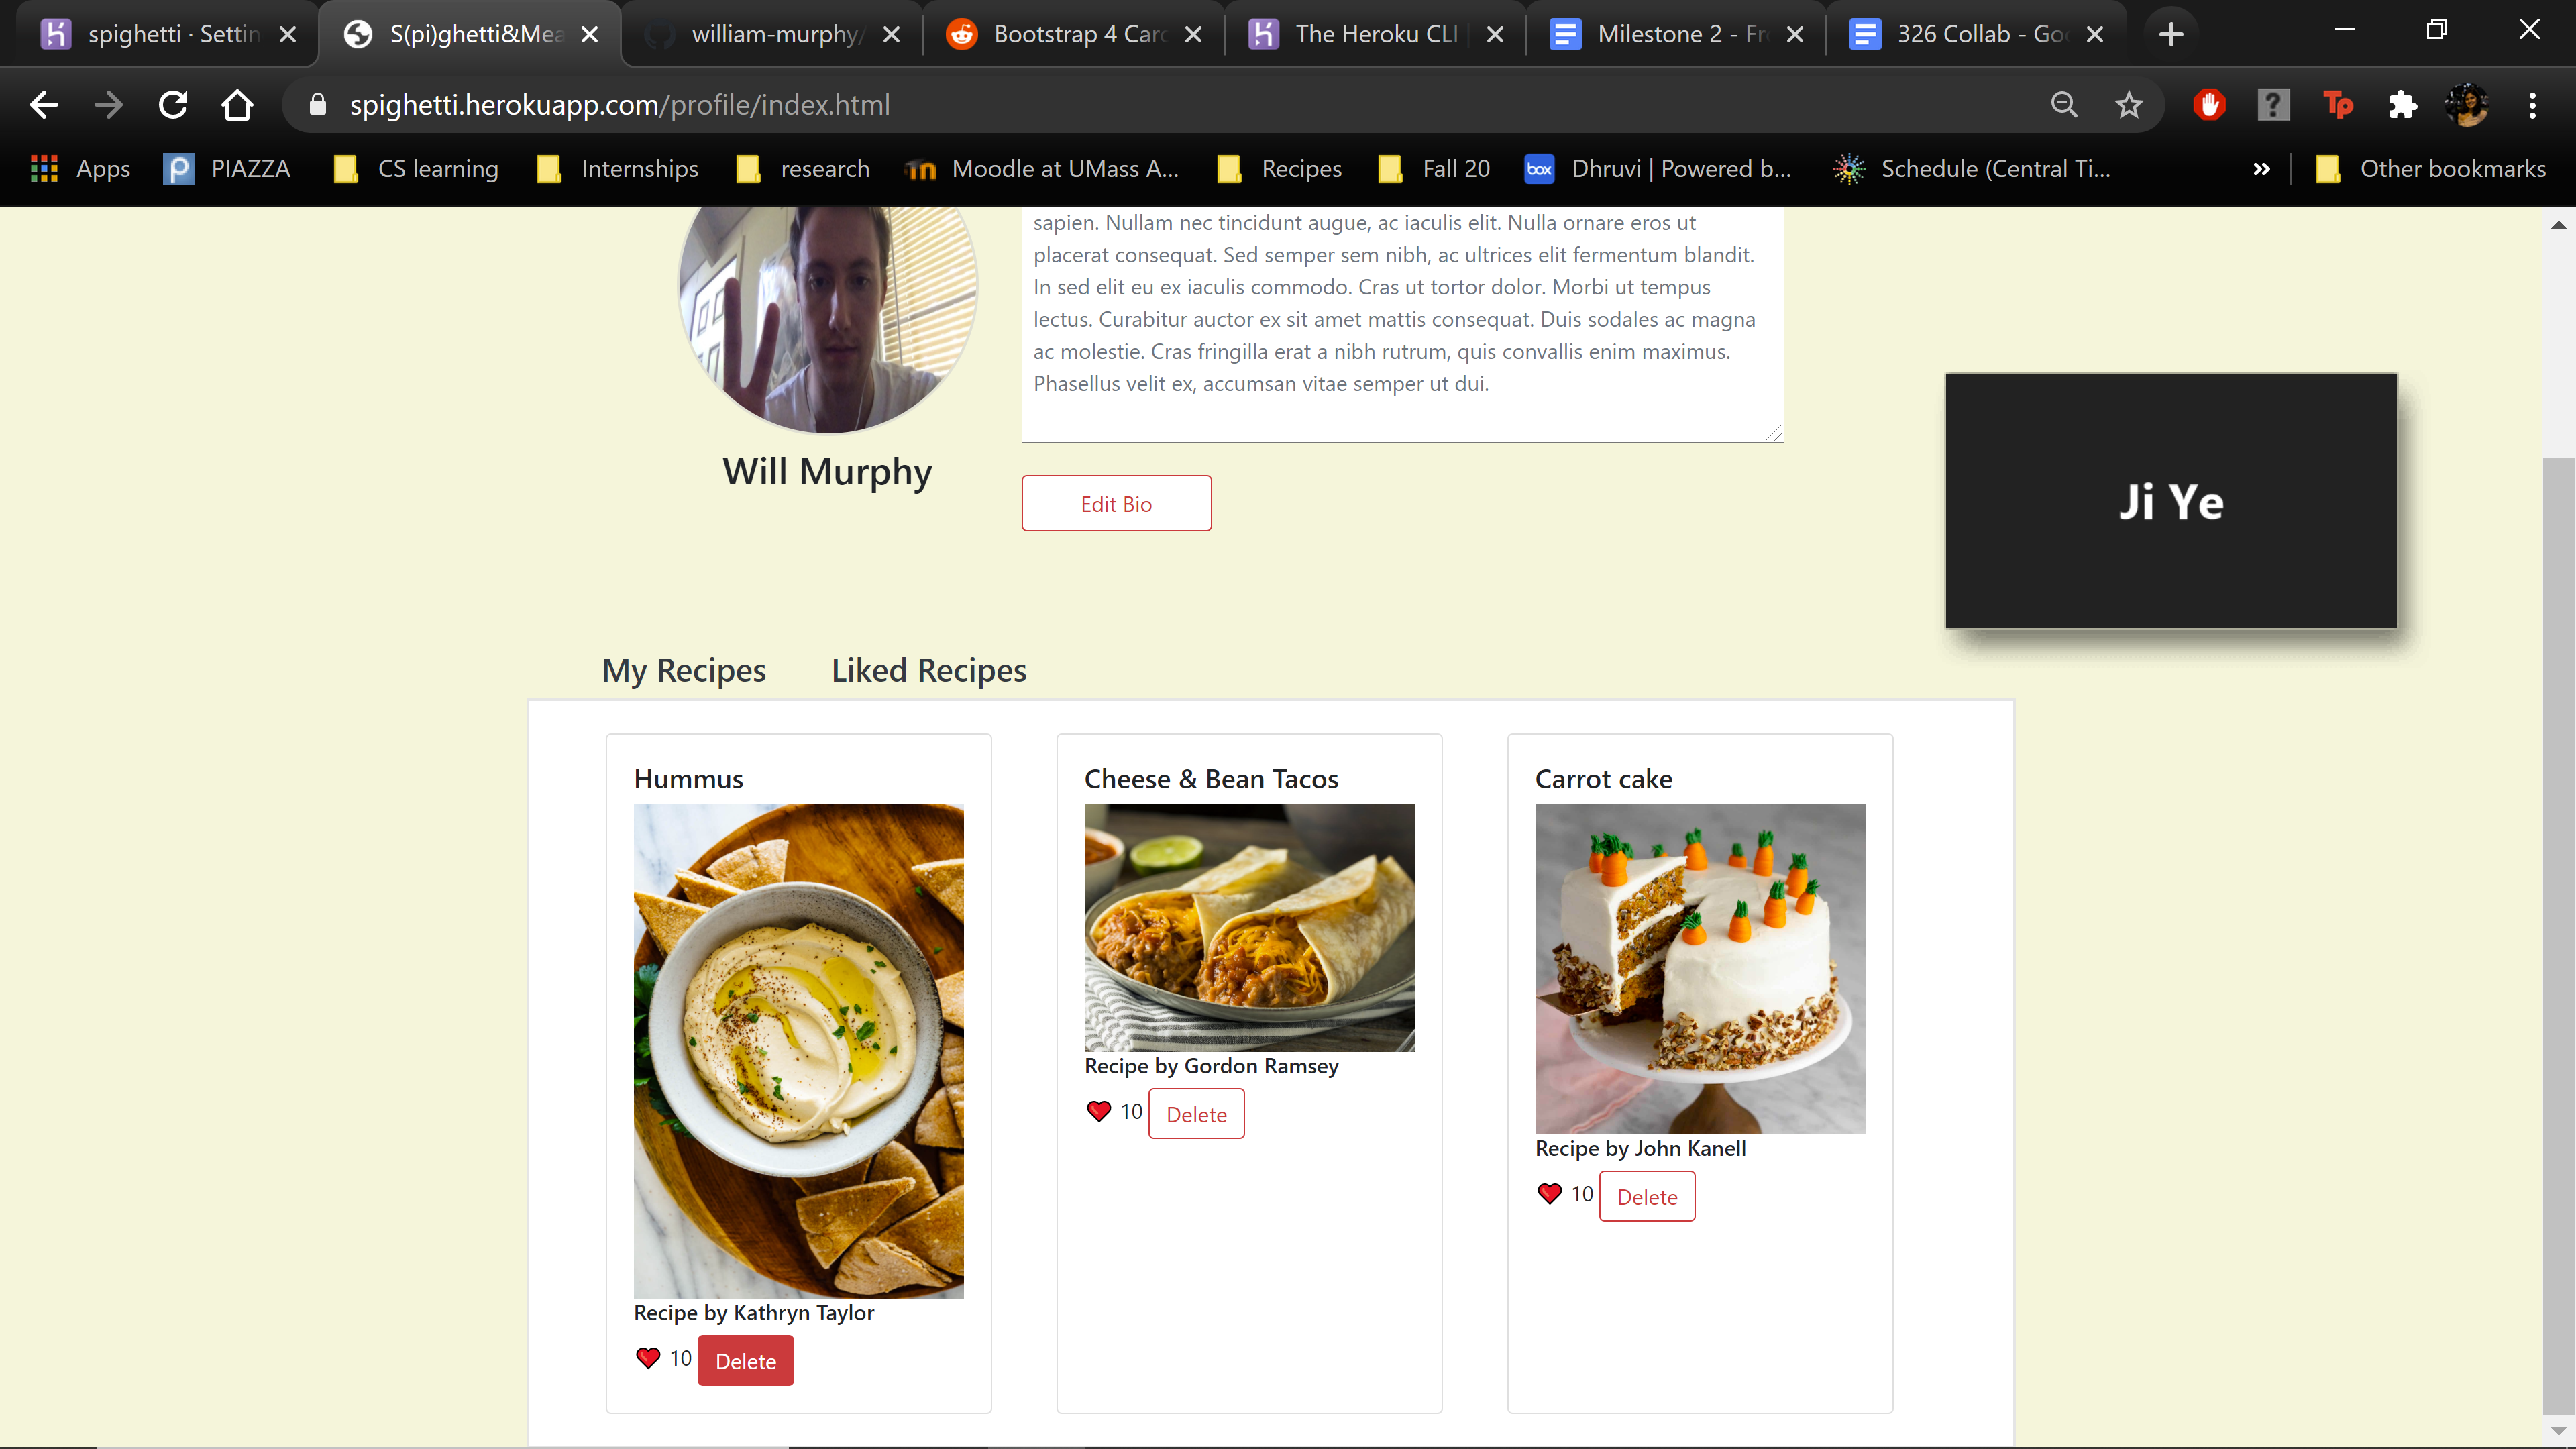 spighetti · Settin
S(pi)ghetti&Mea
william-murphy/
Bootstrap 4 Card
The Heroku CLI
Milestone 2 - Fr
326 Collab - Goo
spighetti.herokuapp.com/profile/index.html
Tp
Apps
PIAZZA
CS learning
Internships
research
Moodle at UMass A...
Recipes
Fall 20
box
Dhruvi | Powered b...
Schedule (Central Ti...
»
Other bookmarks
sapien. Nullam nec tincidunt augue, ac iaculis elit. Nulla ornare eros ut
placerat consequat. Sed semper sem nibh, ac ultrices elit fermentum blandit.
In sed elit eu ex iaculis commodo. Cras ut tortor dolor. Morbi ut tempus
lectus. Curabitur auctor ex sit amet mattis consequat. Duis sodales ac magna
ac molestie. Cras fringilla erat a nibh rutrum, quis convallis enim maximus.
Phasellus velit ex, accumsan vitae semper ut dui.
Will Murphy
Edit Bio
Ji Ye
My Recipes
Liked Recipes
Hummus
Recipe by Kathryn Taylor
10 Delete
Cheese & Bean Tacos
Recipe by Gordon Ramsey
10 Delete
Carrot cake
Recipe by John Kanell
10 Delete